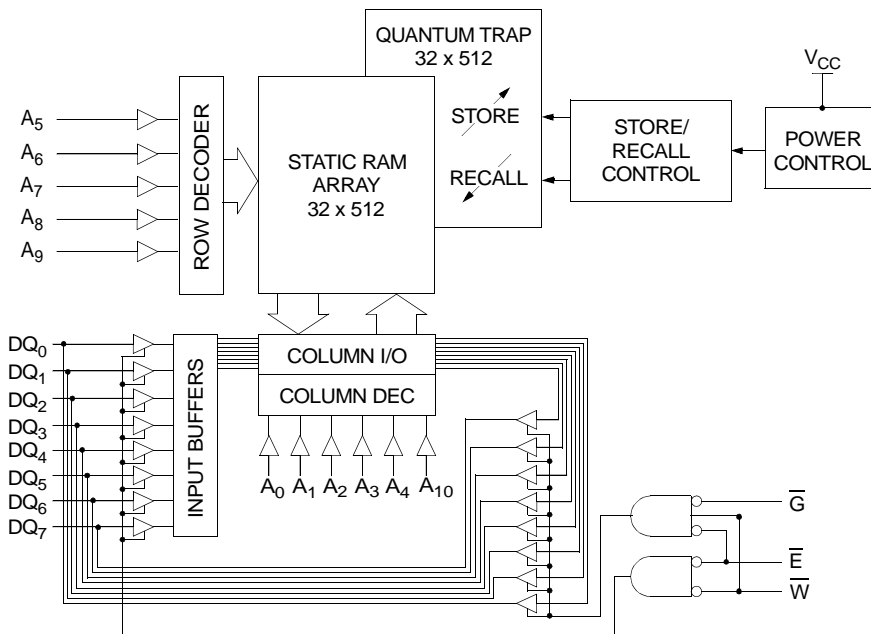 QUANTUM TRAP
32 x 512
STORE
RECALL
V_CC
STORE/
RECALL
CONTROL
POWER
CONTROL
A_5
A_6
A_7
A_8
A_9
ROW DECODER
STATIC RAM
ARRAY
32 x 512
DQ_0
DQ_1
DQ_2
DQ_3
DQ_4
DQ_5
DQ_6
DQ_7
INPUT BUFFERS
COLUMN I/O
COLUMN DEC
A_0 A_1 A_2 A_3 A_4 A_10
G̅
E̅
W̅